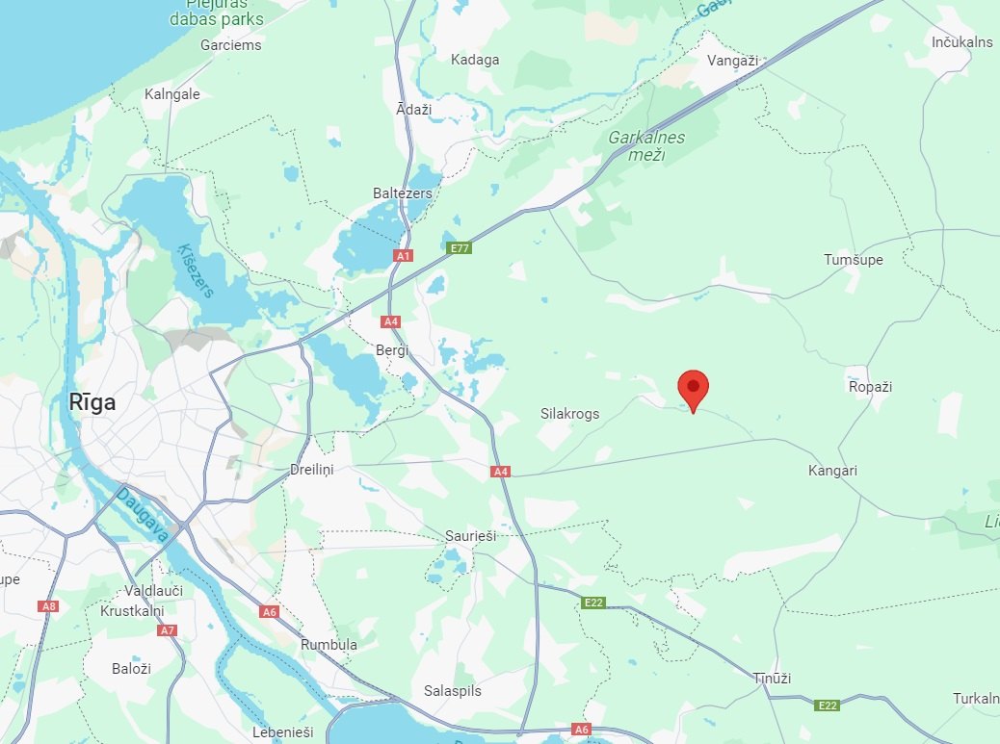 Piejūras
dabas parks
Garciems
Kadaga
Vangaži
Inčukalns
Kalngale
Ādaži
Garkalnes
meži
Baltezers
Ķīšezers
A1
E77
Tumšupe
A4
Berģi
Ropaži
Rīga
Silakrogs
Dreiliņi
A4
Kangari
Daugava
Saurieši
Valdlauči
Krustkalni
A8
A7
A6
E22
Rumbula
Baloži
Salaspils
Tīnūži
E22
Lebenieši
A6